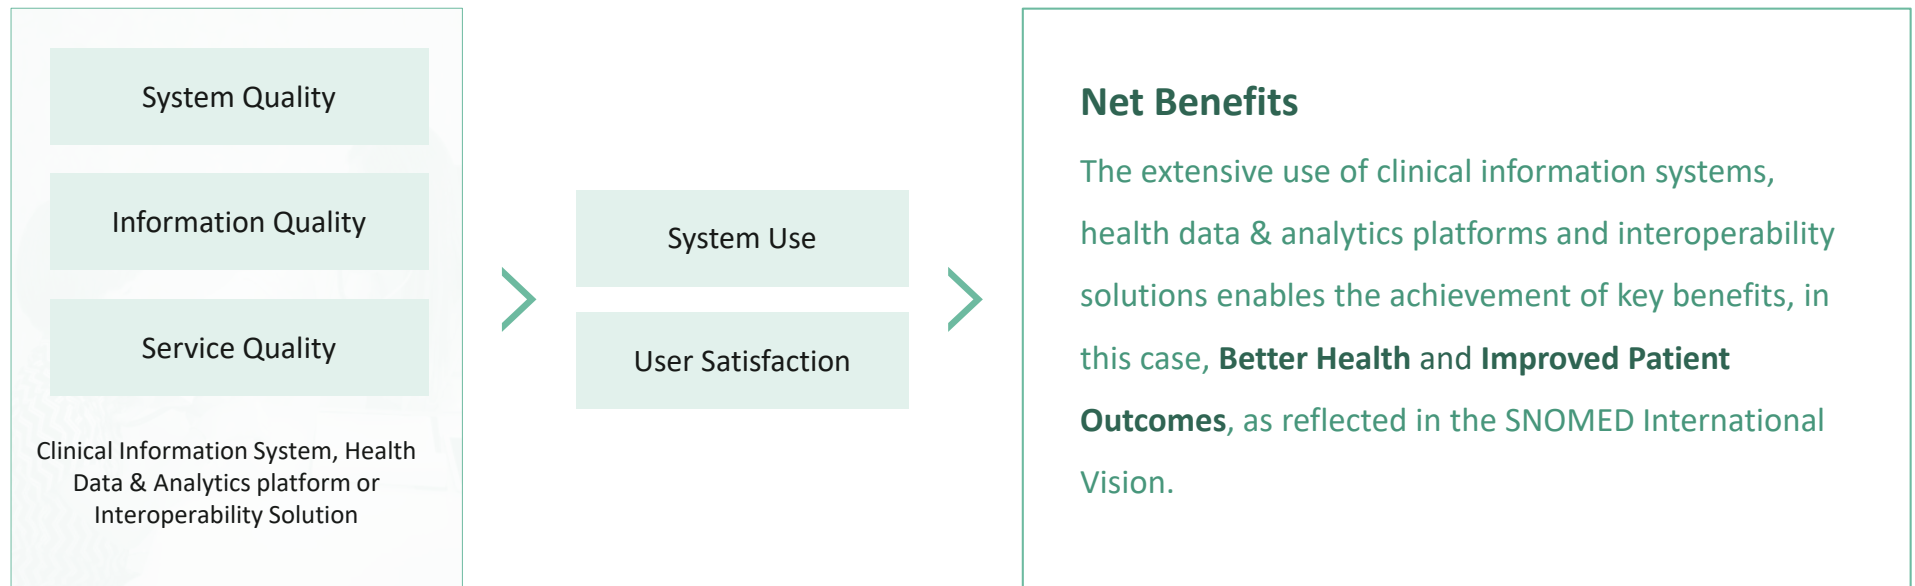 System Quality
Information Quality
Service Quality
Clinical Information System, Health
Data & Analytics platform or
Interoperability Solution
System Use
User Satisfaction
Net Benefits
The extensive use of clinical information systems,
health data & analytics platforms and interoperability
solutions enables the achievement of key benefits, in
this case, Better Health and Improved Patient
Outcomes, as reflected in the SNOMED International
Vision.